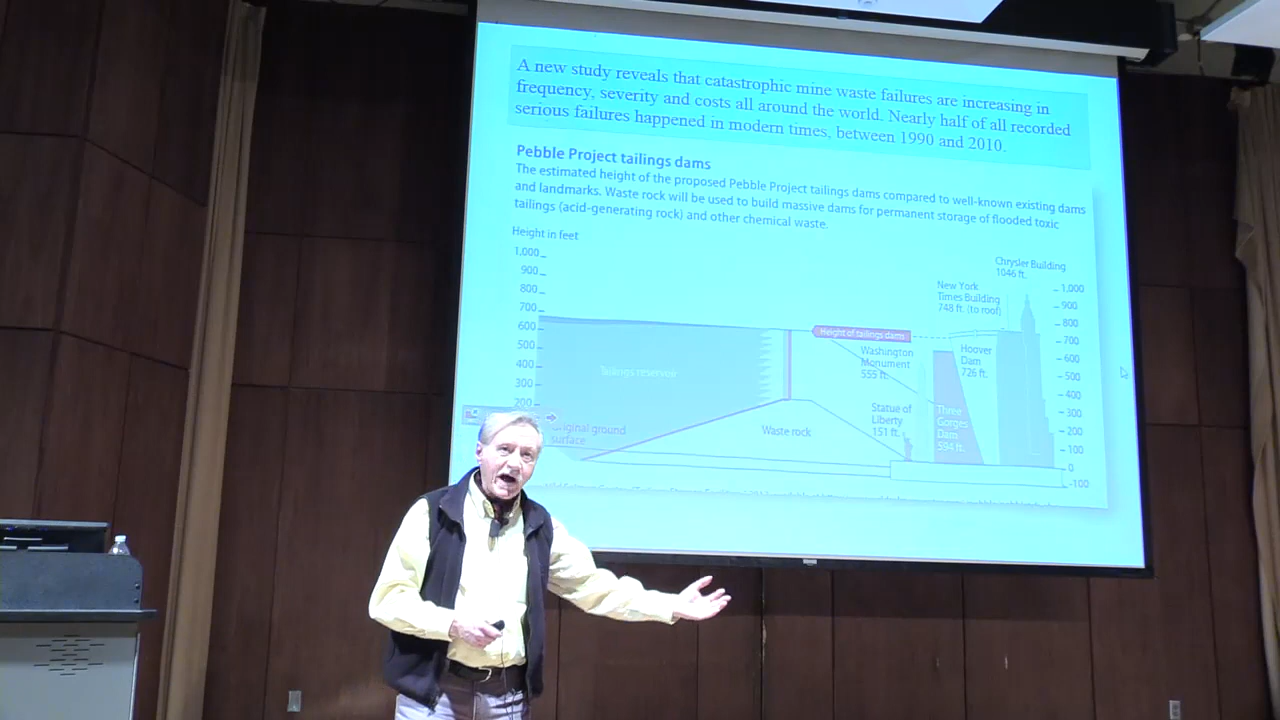 A new study reveals that catastrophic mine waste failures are increasing in
frequency, severity and costs all around the world. Nearly half of all recorded
serious failures happened in modern times, between 1990 and 2010.
Pebble Project tailings dams
The estimated height of the proposed Pebble Project tailings dams compared to well-known existing dams
and landmarks. Waste rock will be used to build massive dams for permanent storage of flooded toxic
tailings (acid-generating rock) and other chemical waste.
Height in feet
1,000
900
800
700
600
500
400
300
200
Tailings reservoir
ground
surface
Waste rock
Height of tailings dams
Washington
Monument
555 ft.
Statue of
Liberty
151 ft.
Three
Gorges
Dam
594 ft.
Hoover
Dam
726 ft.
New York
Times Building
748 ft. (to roof)
Chrysler Building
1046 ft.
1,000
900
800
700
600
500
400
300
200
100
0
-100